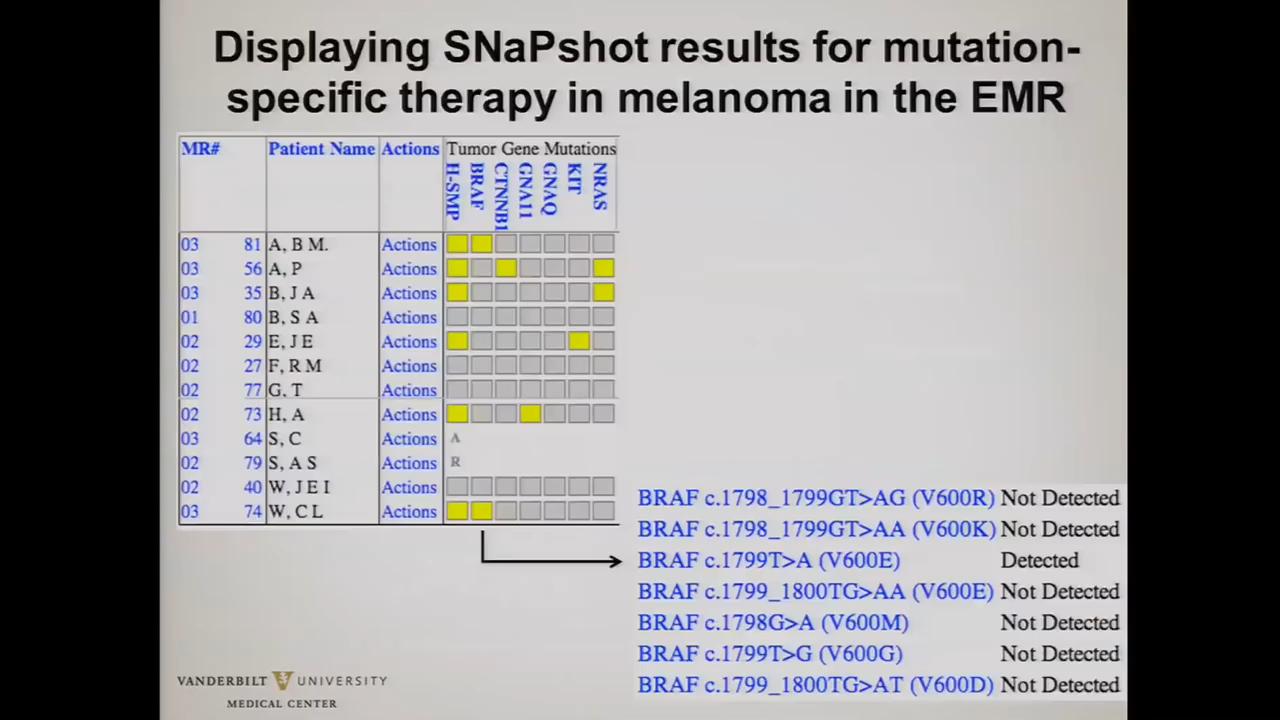 Displaying SNaPshot results for mutation-
specific therapy in melanoma in the EMR
MR# Patient Name Actions Tumor Gene Mutations
H-SMP BRAF CTNNB1 GNA11 GNAQ KIT NRAS
03 81 A, B M. Actions
03 56 A, P Actions
03 35 B, J A Actions
01 80 B, S A Actions
02 29 E, J E Actions
02 27 F, R M Actions
02 77 G, T Actions
02 73 H, A Actions
03 64 S, C Actions A
02 79 S, A S Actions R
02 40 W, J E I Actions
03 74 W, C L Actions
BRAF c.1798_1799GT>AG (V600R) Not Detected
BRAF c.1798_1799GT>AA (V600K) Not Detected
BRAF c.1799T>A (V600E) Detected
BRAF c.1799_1800TG>AA (V600E) Not Detected
BRAF c.1798G>A (V600M) Not Detected
BRAF c.1799T>G (V600G) Not Detected
BRAF c.1799_1800TG>AT (V600D) Not Detected
VANDERBILT UNIVERSITY
MEDICAL CENTER